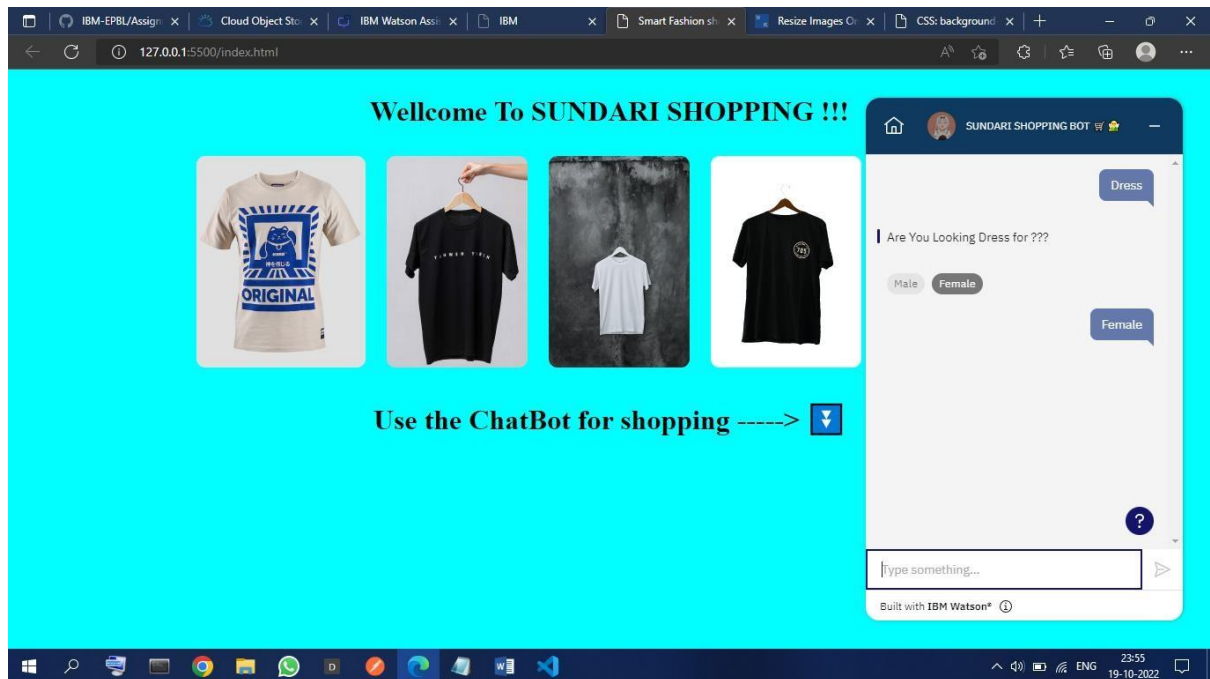 IBM-EPBL/Assign
Cloud Object Sto
IBM Watson Assi
IBM
Smart Fashion sh
Resize Images On
CSS: background
127.0.0.1:5500/index.html
Wellcome To SUNDARI SHOPPING !!!
ORIGINAL
705
Use the ChatBot for shopping ----->
SUNDARI SHOPPING BOT
Dress
Are You Looking Dress for ???
Male Female
Female
?
Type something...
Built with IBM Watson®
ENG
23:55
19-10-2022